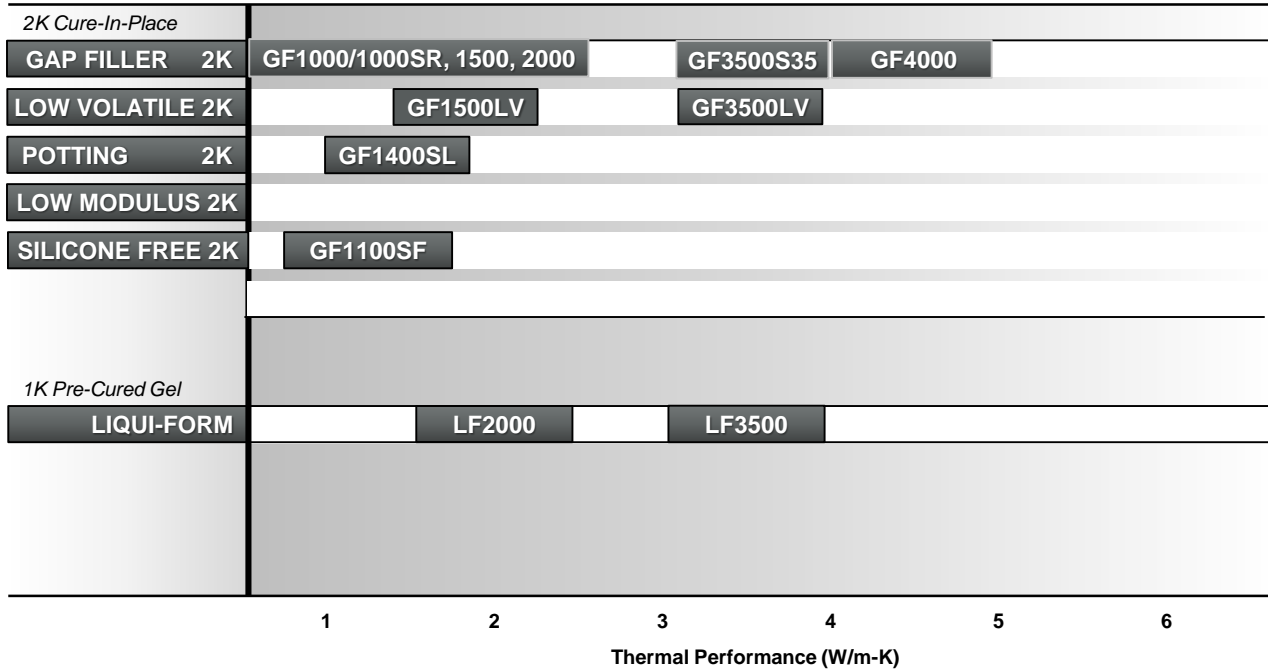 2K Cure-In-Place
GAP FILLER 2K GF1000/1000SR, 1500, 2000 GF3500S35 GF4000
LOW VOLATILE 2K GF1500LV GF3500LV
POTTING 2K GF1400SL
LOW MODULUS 2K
SILICONE FREE 2K GF1100SF
1K Pre-Cured Gel
LIQUI-FORM LF2000 LF3500
1 2 3 4 5 6
Thermal Performance (W/m-K)